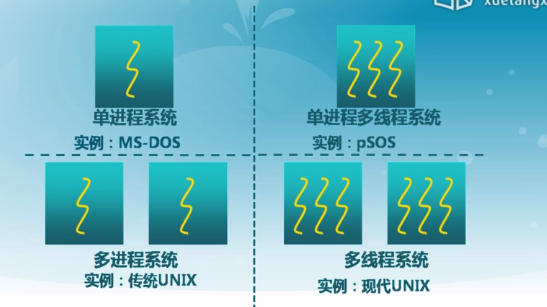 xuetangx
单进程系统
实例：MS-DOS
单进程多线程系统
实例：pSOS
多进程系统
实例：传统UNIX
多线程系统
实例：现代UNIX